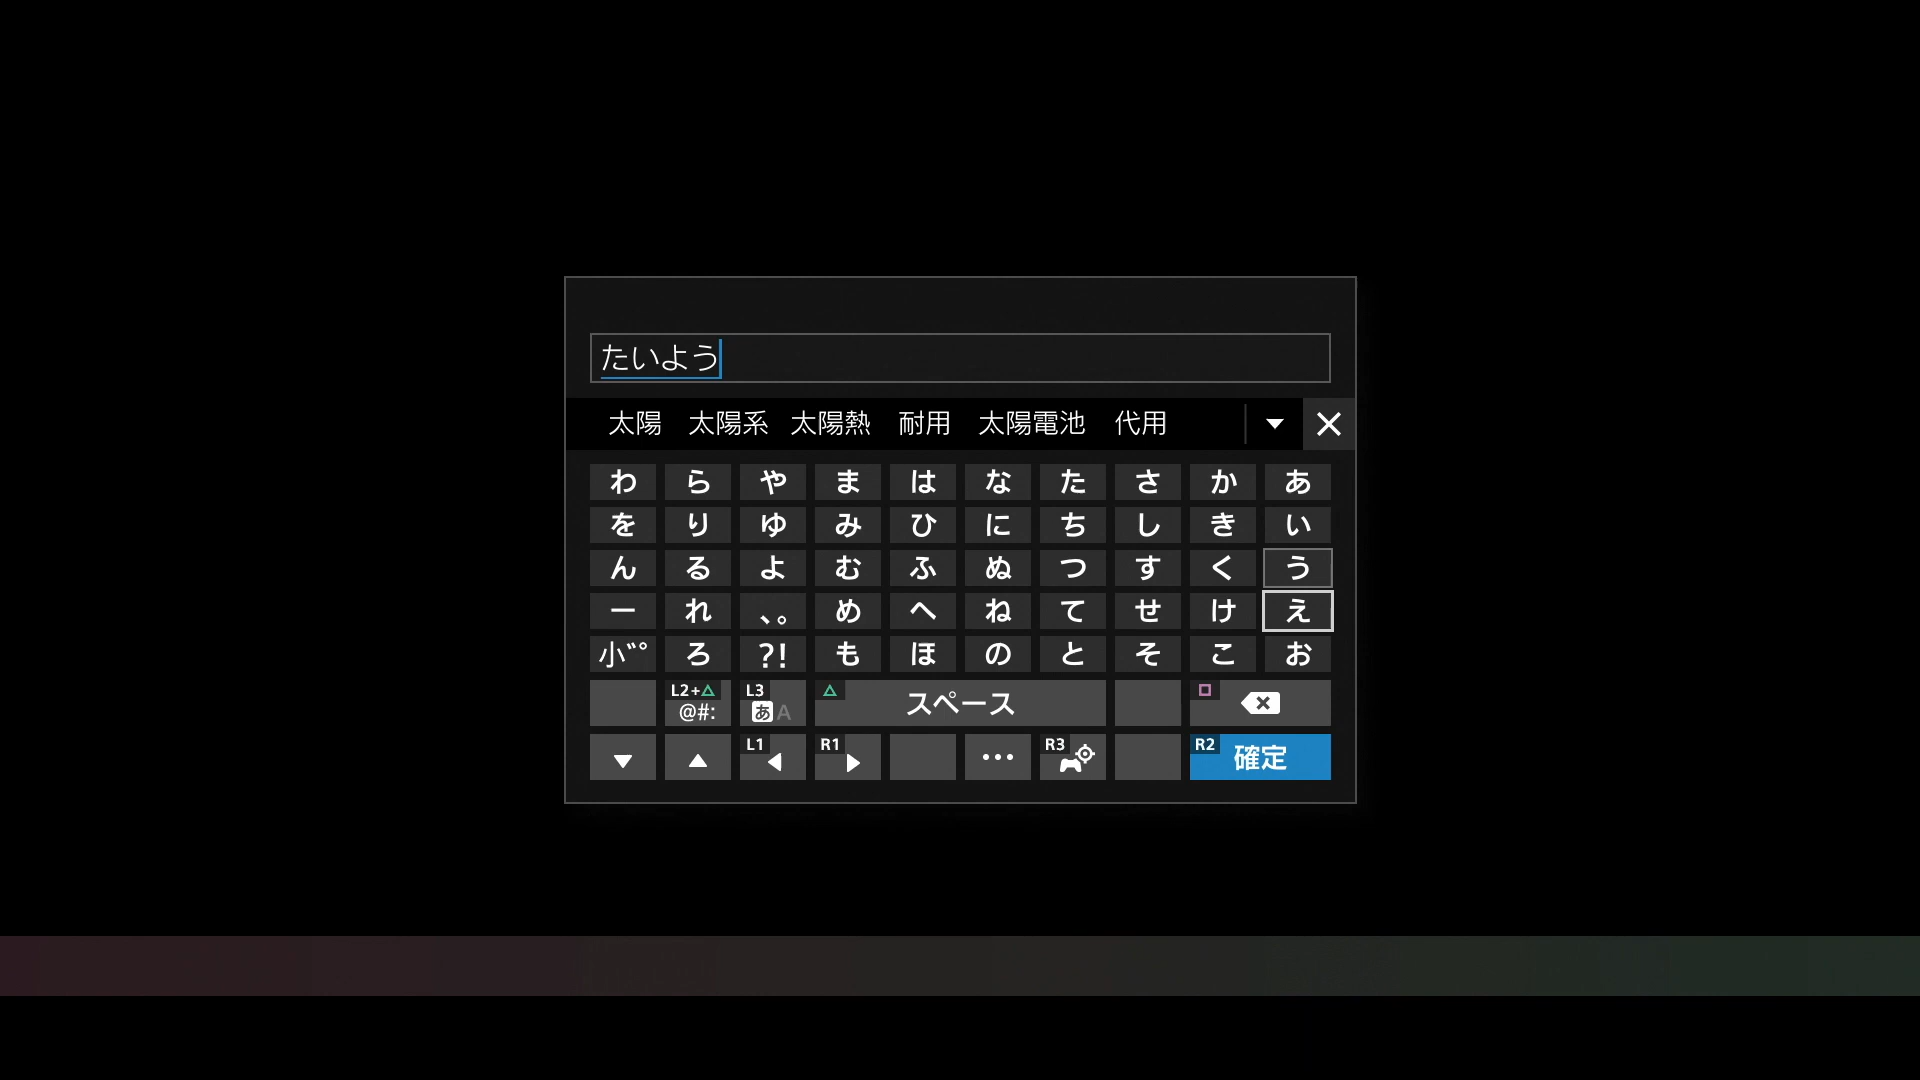 たいよう
太陽 太陽系 太陽熱 耐用 太陽電池 代用
わ ら や ま は な た さ か あ
を り ゆ み ひ に ち し き い
ん る よ む ふ ぬ つ す く う
ー れ 、。 め へ ね て せ け え
小゛゜ ろ ?! も ほ の と そ こ お
L2+△ @#: L3 あ A △ スペース □
L1 R1 ... R3 R2 確定